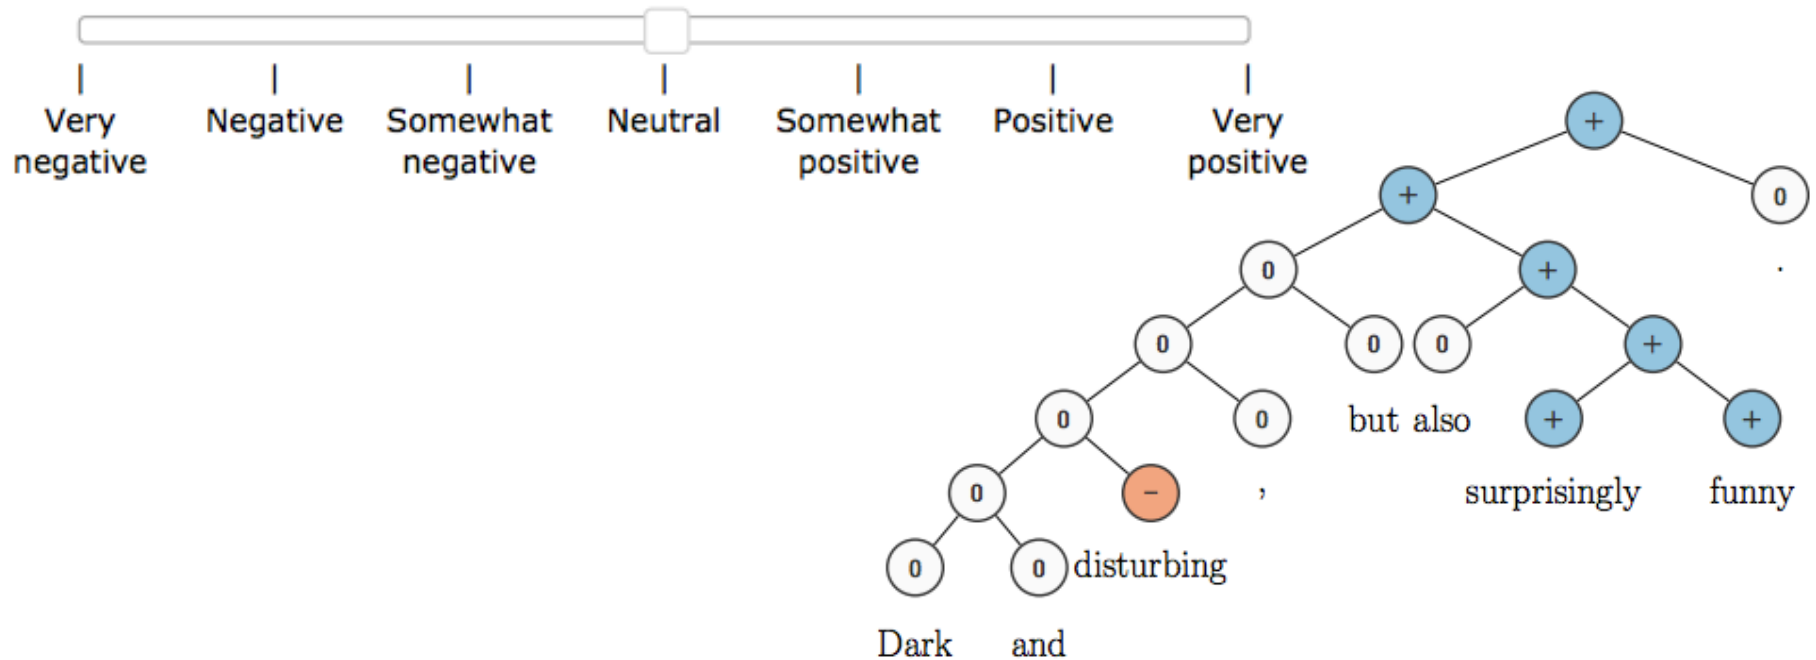 Very negative
Negative
Somewhat negative
Neutral
Somewhat positive
Positive
Very positive
+
+ 0
0 + .
0 0 0 +
0 0 but also + +
0 - , surprisingly funny
0 0 disturbing
Dark and